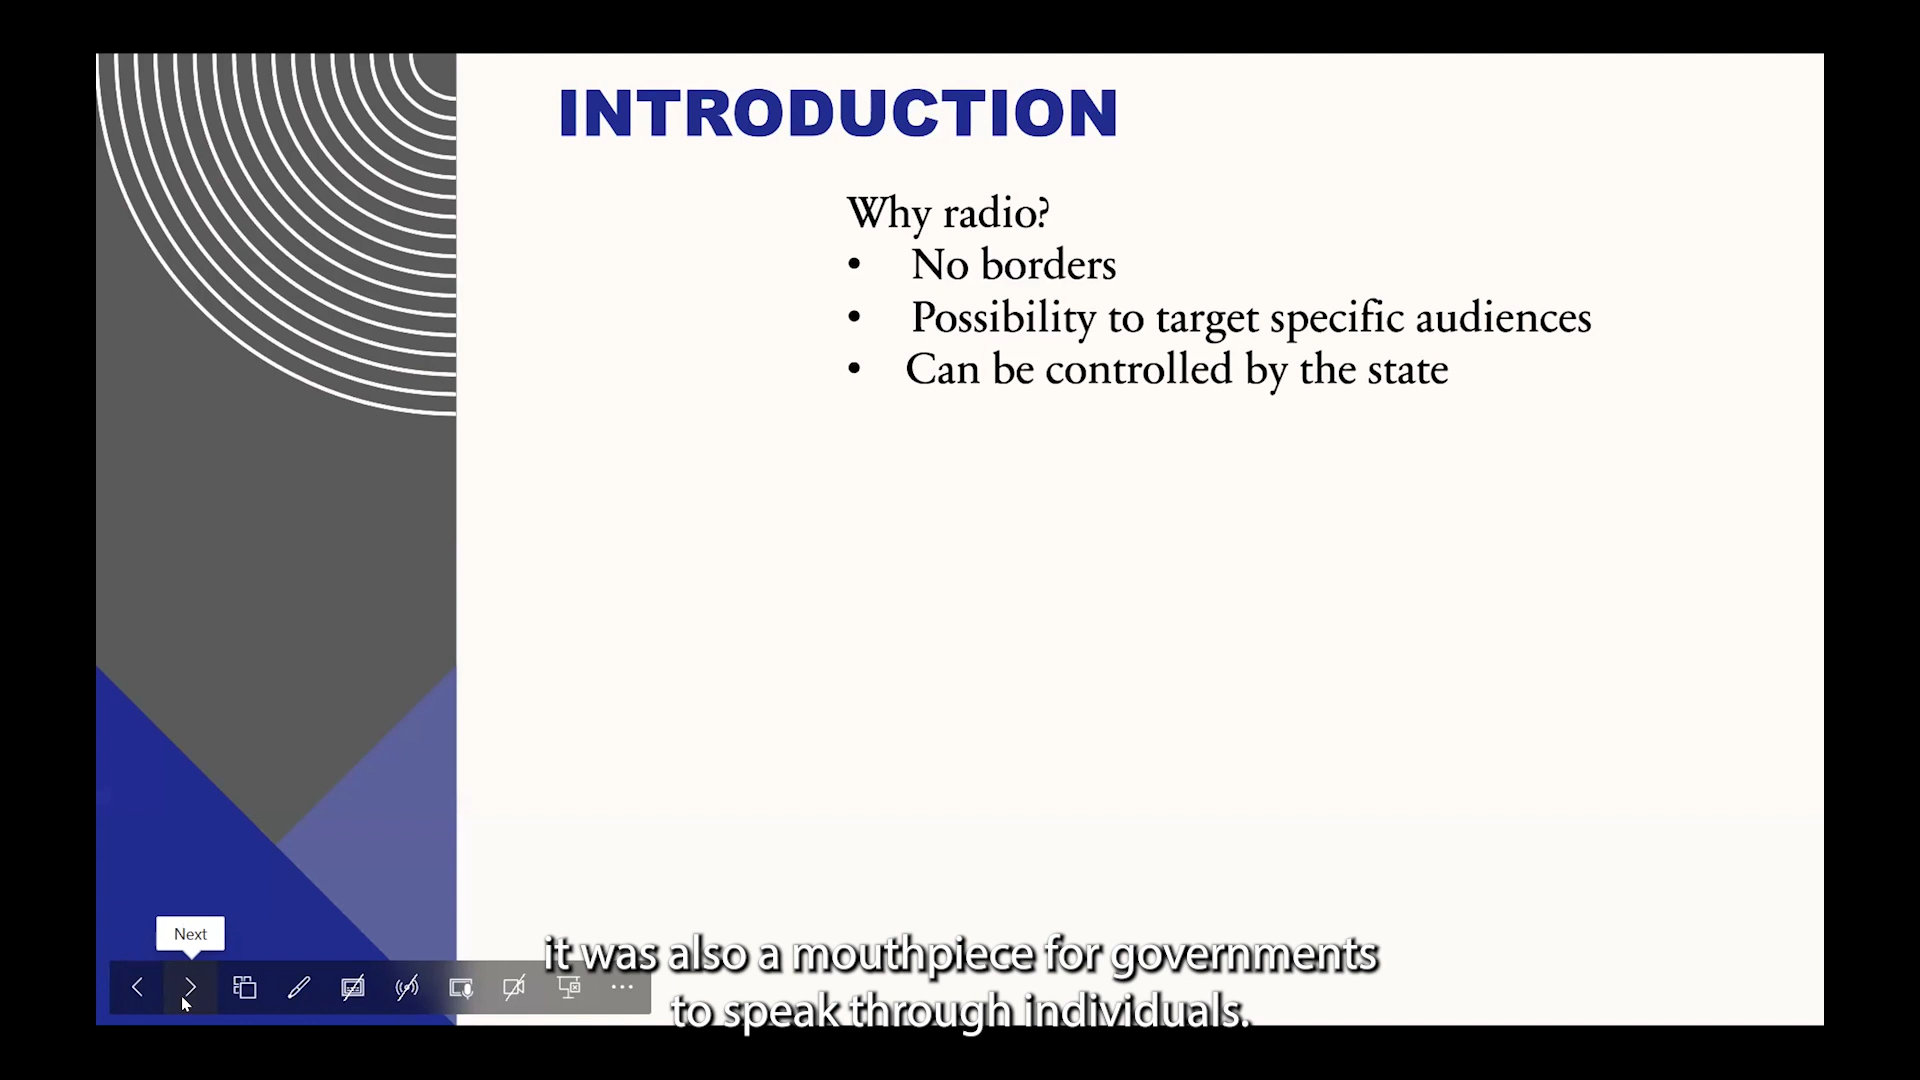 INTRODUCTION
Why radio?
• No borders
• Possibility to target specific audiences
• Can be controlled by the state
Next
it was also a mouthpiece for governments
to speak through individuals.